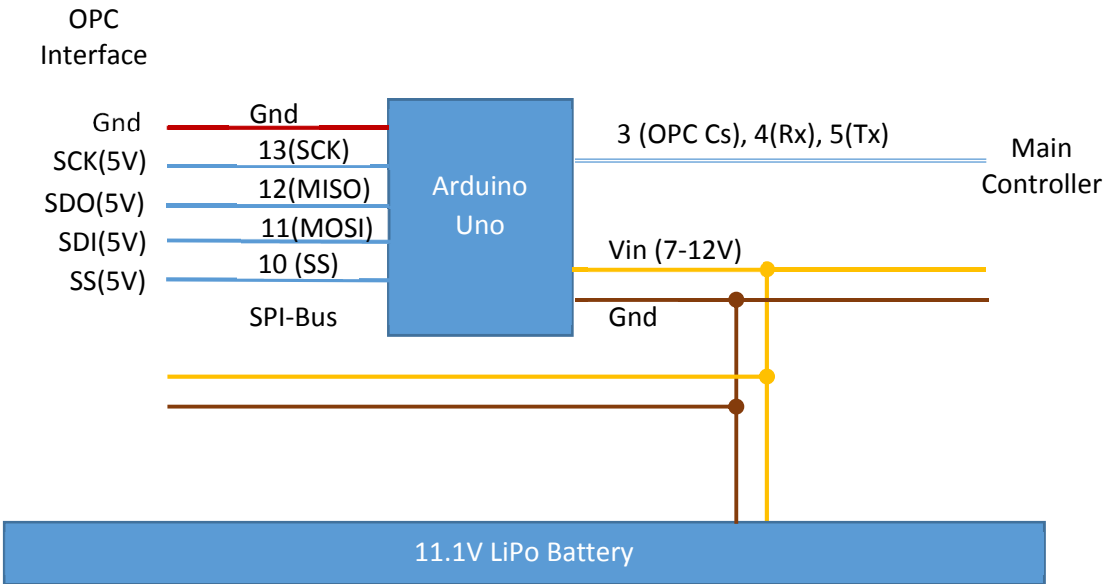 OPC
Interface
Gnd
SCK(5V)
SDO(5V)
SDI(5V)
SS(5V)
Gnd
13(SCK)
12(MISO)
11(MOSI)
10 (SS)
SPI-Bus
Arduino
Uno
3 (OPC Cs), 4(Rx), 5(Tx)
Main
Controller
Vin (7-12V)
Gnd
11.1V LiPo Battery